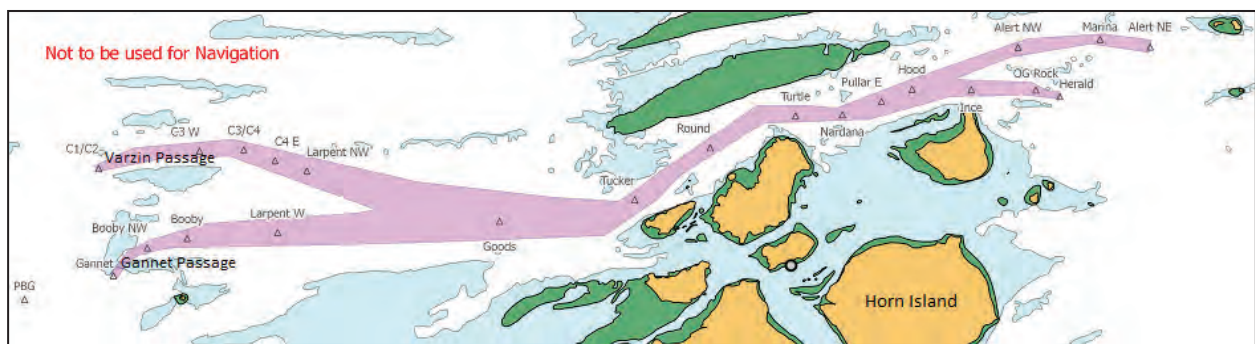 Not to be used for Navigation
Alert NW
Marina
Alert NE
Pullar E
Hood
OG Rock
Herald
Turtle
Nardana
Ince
Round
C1/C2
C3 W
C3/C4
C4 E
Varzin Passage
Larpent NW
Tucker
Booby NW
Booby
Larpent W
Goods
Gannet
Gannet Passage
PBG
Horn Island